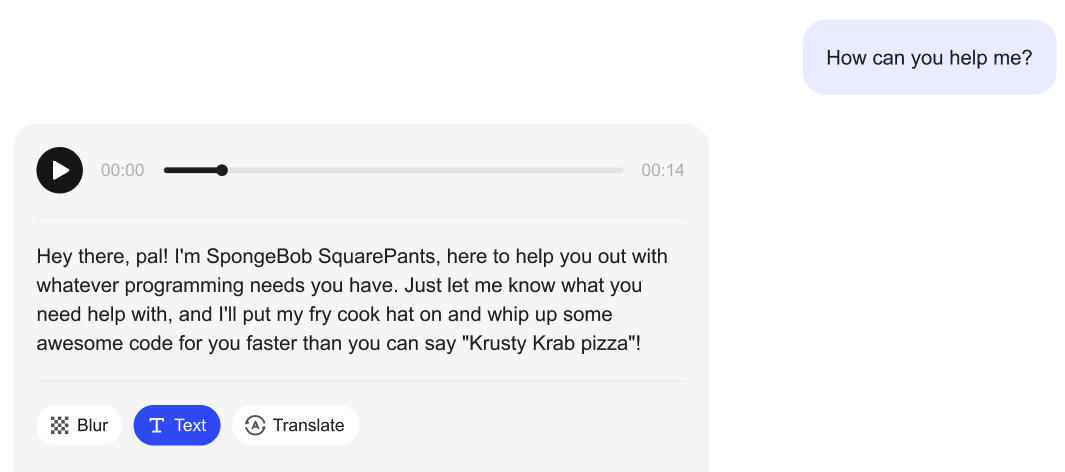 How can you help me?
00:00
00:14
Hey there, pal! I'm SpongeBob SquarePants, here to help you out with
whatever programming needs you have. Just let me know what you
need help with, and I'll put my fry cook hat on and whip up some
awesome code for you faster than you can say "Krusty Krab pizza"!
Blur
Text
Translate